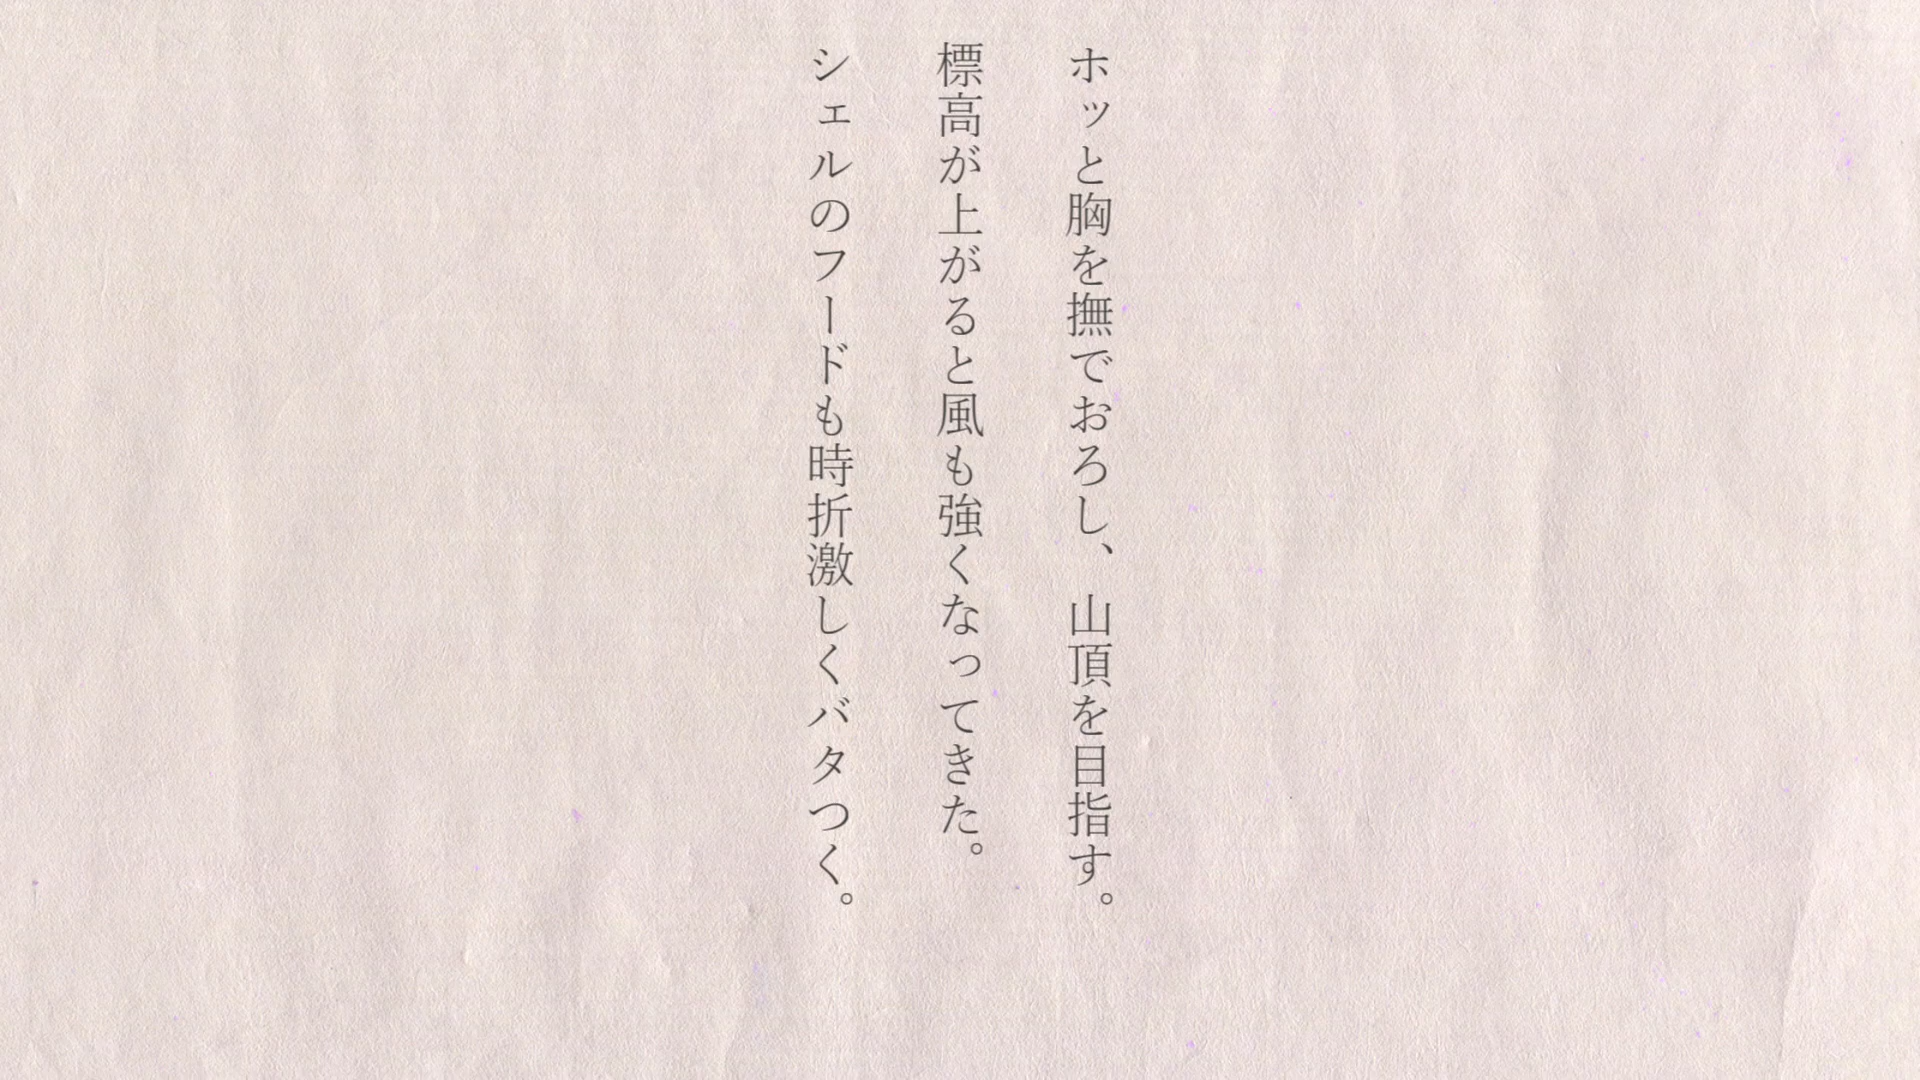 ホッと胸を撫でおろし、山頂を目指す。
標高が上がると風も強くなってきた。
シェルのフードも時折激しくバタつく。